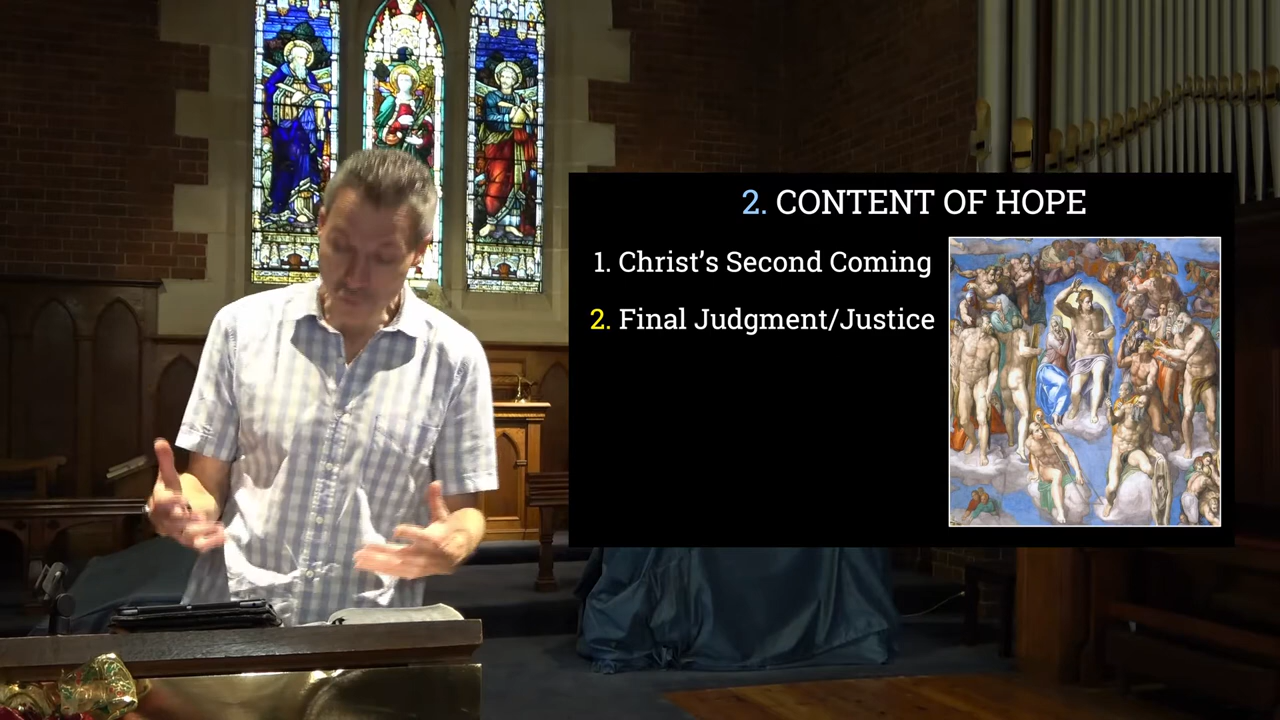 2. CONTENT OF HOPE
1. Christ’s Second Coming
2. Final Judgment/Justice